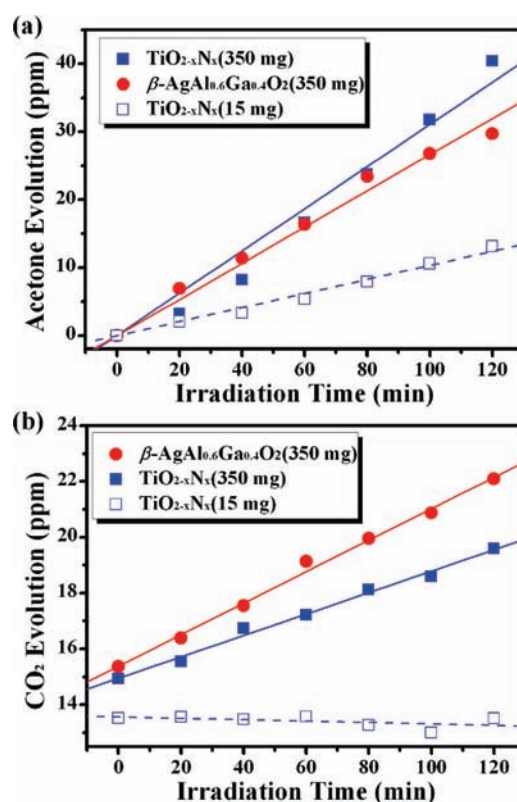 (a)
TiO₂₋ₓNₓ(350 mg)
β-AgAl₀.₆Ga₀.₄O₂(350 mg)
TiO₂₋ₓNₓ(15 mg)
Acetone Evolution (ppm)
40
30
20
10
0
0 20 40 60 80 100 120
Irradiation Time (min)
(b)
β-AgAl₀.₆Ga₀.₄O₂(350 mg)
TiO₂₋ₓNₓ(350 mg)
TiO₂₋ₓNₓ(15 mg)
CO₂ Evolution (ppm)
24
22
20
18
16
14
0 20 40 60 80 100 120
Irradiation Time (min)